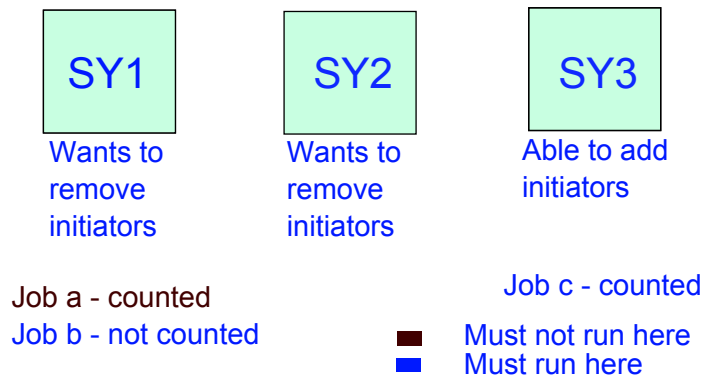 SY1
SY2
SY3
Wants to
remove
initiators
Wants to
remove
initiators
Able to add
initiators
Job a - counted
Job b - not counted
Job c - counted
Must not run here
Must run here